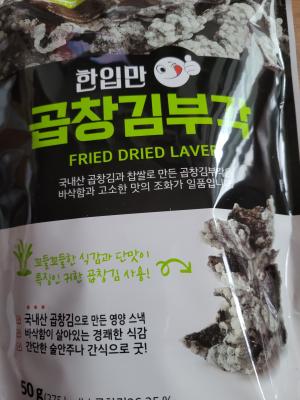 한입만
곱창김부각
FRIED DRIED LAVER
국내산 곱창김과 찹쌀로 만든 곱창김부각은
바삭함과 고소한 맛의 조화가 일품입니다
꼬들꼬들한 식감과 단맛이
특징인 귀한 곱창김 사용!
국내산 곱창김으로 만든 영양 스낵
바삭함이 살아있는 경쾌한 식감
간단한 술안주나 간식으로 굿!
50 g